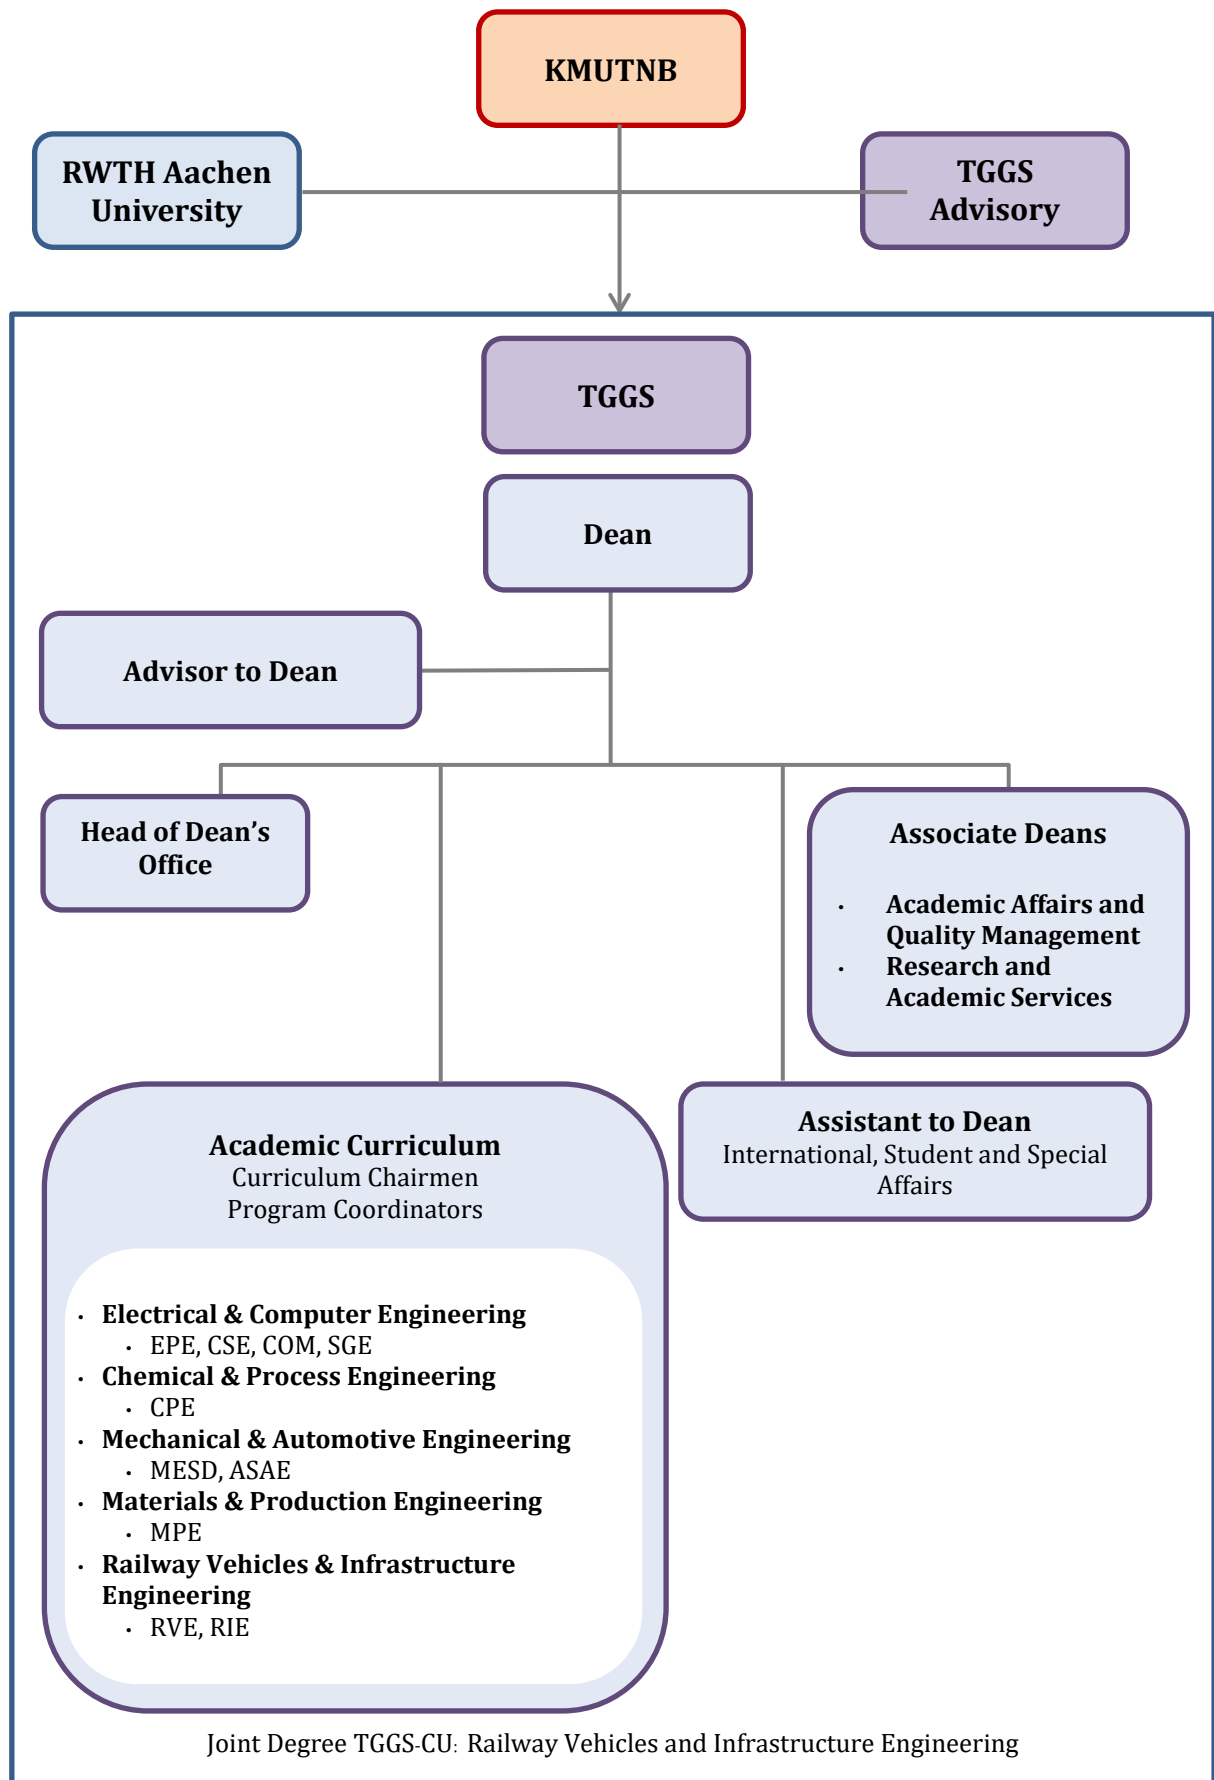 KMUTNB
RWTH Aachen
University
TGGS
Advisory
TGGS
Dean
Advisor to Dean
Head of Dean’s
Office
Associate Deans
· Academic Affairs and
Quality Management
· Research and
Academic Services
Academic Curriculum
Curriculum Chairmen
Program Coordinators
· Electrical & Computer Engineering
· EPE, CSE, COM, SGE
· Chemical & Process Engineering
· CPE
· Mechanical & Automotive Engineering
· MESD, ASAE
· Materials & Production Engineering
· MPE
· Railway Vehicles & Infrastructure
Engineering
· RVE, RIE
Assistant to Dean
International, Student and Special
Affairs
Joint Degree TGGS-CU: Railway Vehicles and Infrastructure Engineering